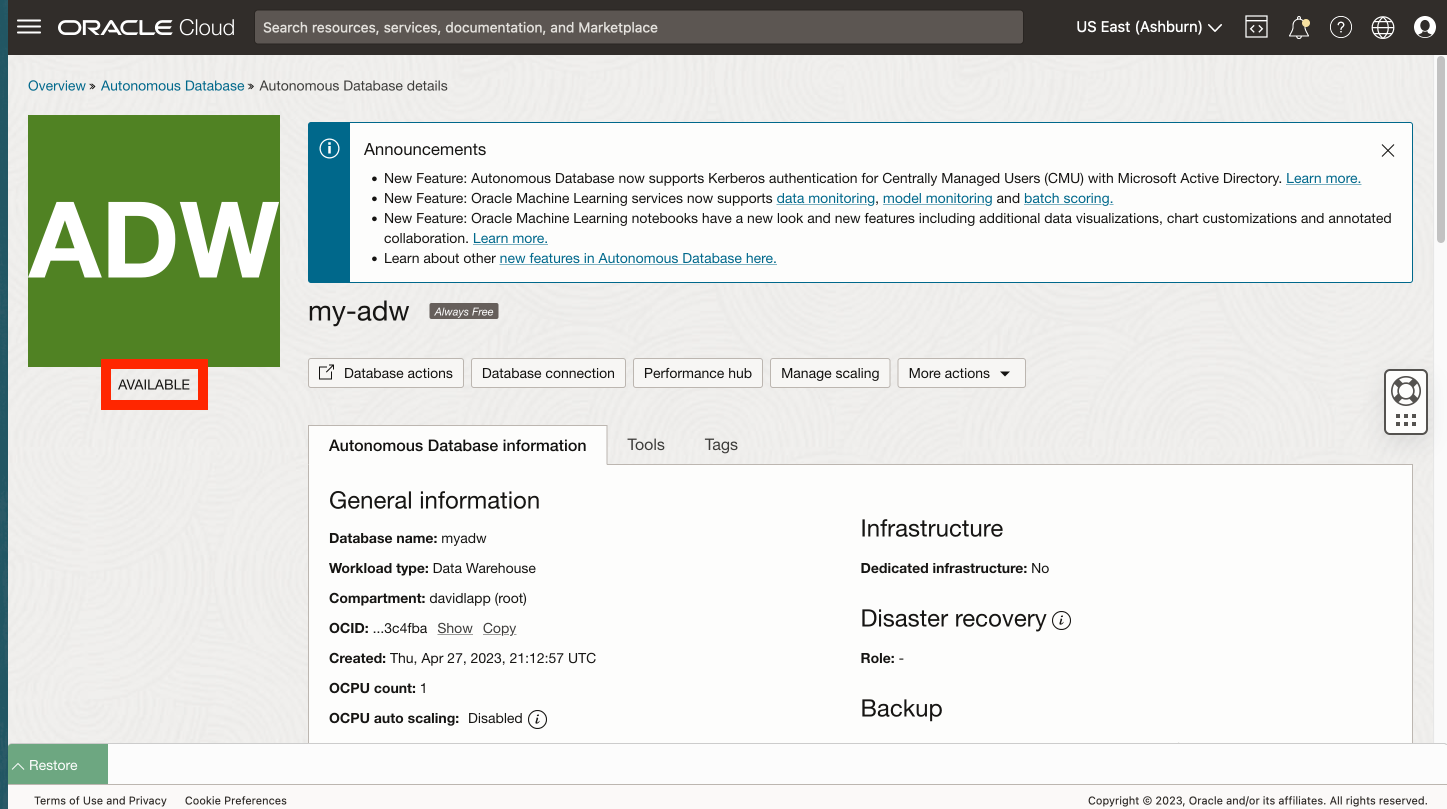 ORACLE Cloud
Search resources, services, documentation, and Marketplace
US East (Ashburn)
Overview » Autonomous Database » Autonomous Database details
ADW
AVAILABLE
Announcements
• New Feature: Autonomous Database now supports Kerberos authentication for Centrally Managed Users (CMU) with Microsoft Active Directory. Learn more.
• New Feature: Oracle Machine Learning services now supports data monitoring, model monitoring and batch scoring.
• New Feature: Oracle Machine Learning notebooks have a new look and new features including additional data visualizations, chart customizations and annotated
collaboration. Learn more.
• Learn about other new features in Autonomous Database here.
my-adw Always Free
Database actions Database connection Performance hub Manage scaling More actions
Autonomous Database information Tools Tags
General information
Database name: myadw
Workload type: Data Warehouse
Compartment: davidlapp (root)
OCID: ...3c4fba Show Copy
Created: Thu, Apr 27, 2023, 21:12:57 UTC
OCPU count: 1
OCPU auto scaling: Disabled
Infrastructure
Dedicated infrastructure: No
Disaster recovery
Role: -
Backup
Restore
Terms of Use and Privacy Cookie Preferences
Copyright © 2023, Oracle and/or its affiliates. All rights reserved.